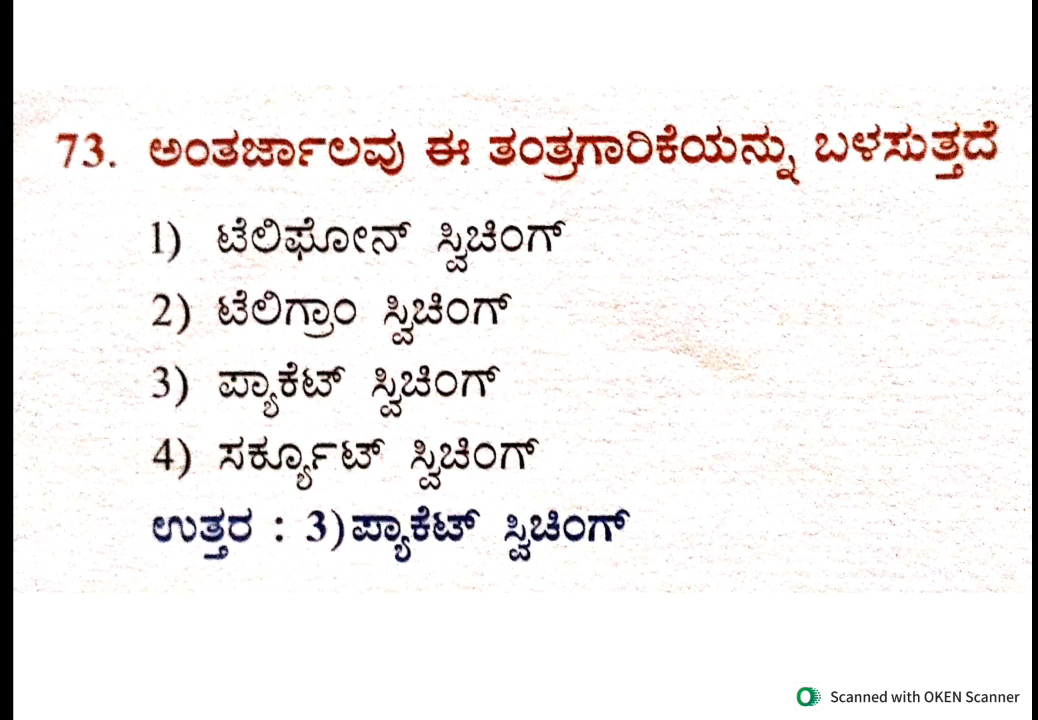 73. ಅಂತರ್ಜಾಲವು ಈ ತಂತ್ರಗಾರಿಕೆಯನ್ನು ಬಳಸುತ್ತದೆ
1) ಟೆಲಿಫೋನ್ ಸ್ವಿಚಿಂಗ್
2) ಟೆಲಿಗ್ರಾಂ ಸ್ವಿಚಿಂಗ್
3) ಪ್ಯಾಕೆಟ್ ಸ್ವಿಚಿಂಗ್
4) ಸರ್ಕ್ಯೂಟ್ ಸ್ವಿಚಿಂಗ್
ಉತ್ತರ : 3)ಪ್ಯಾಕೆಟ್ ಸ್ವಿಚಿಂಗ್
Scanned with OKEN Scanner